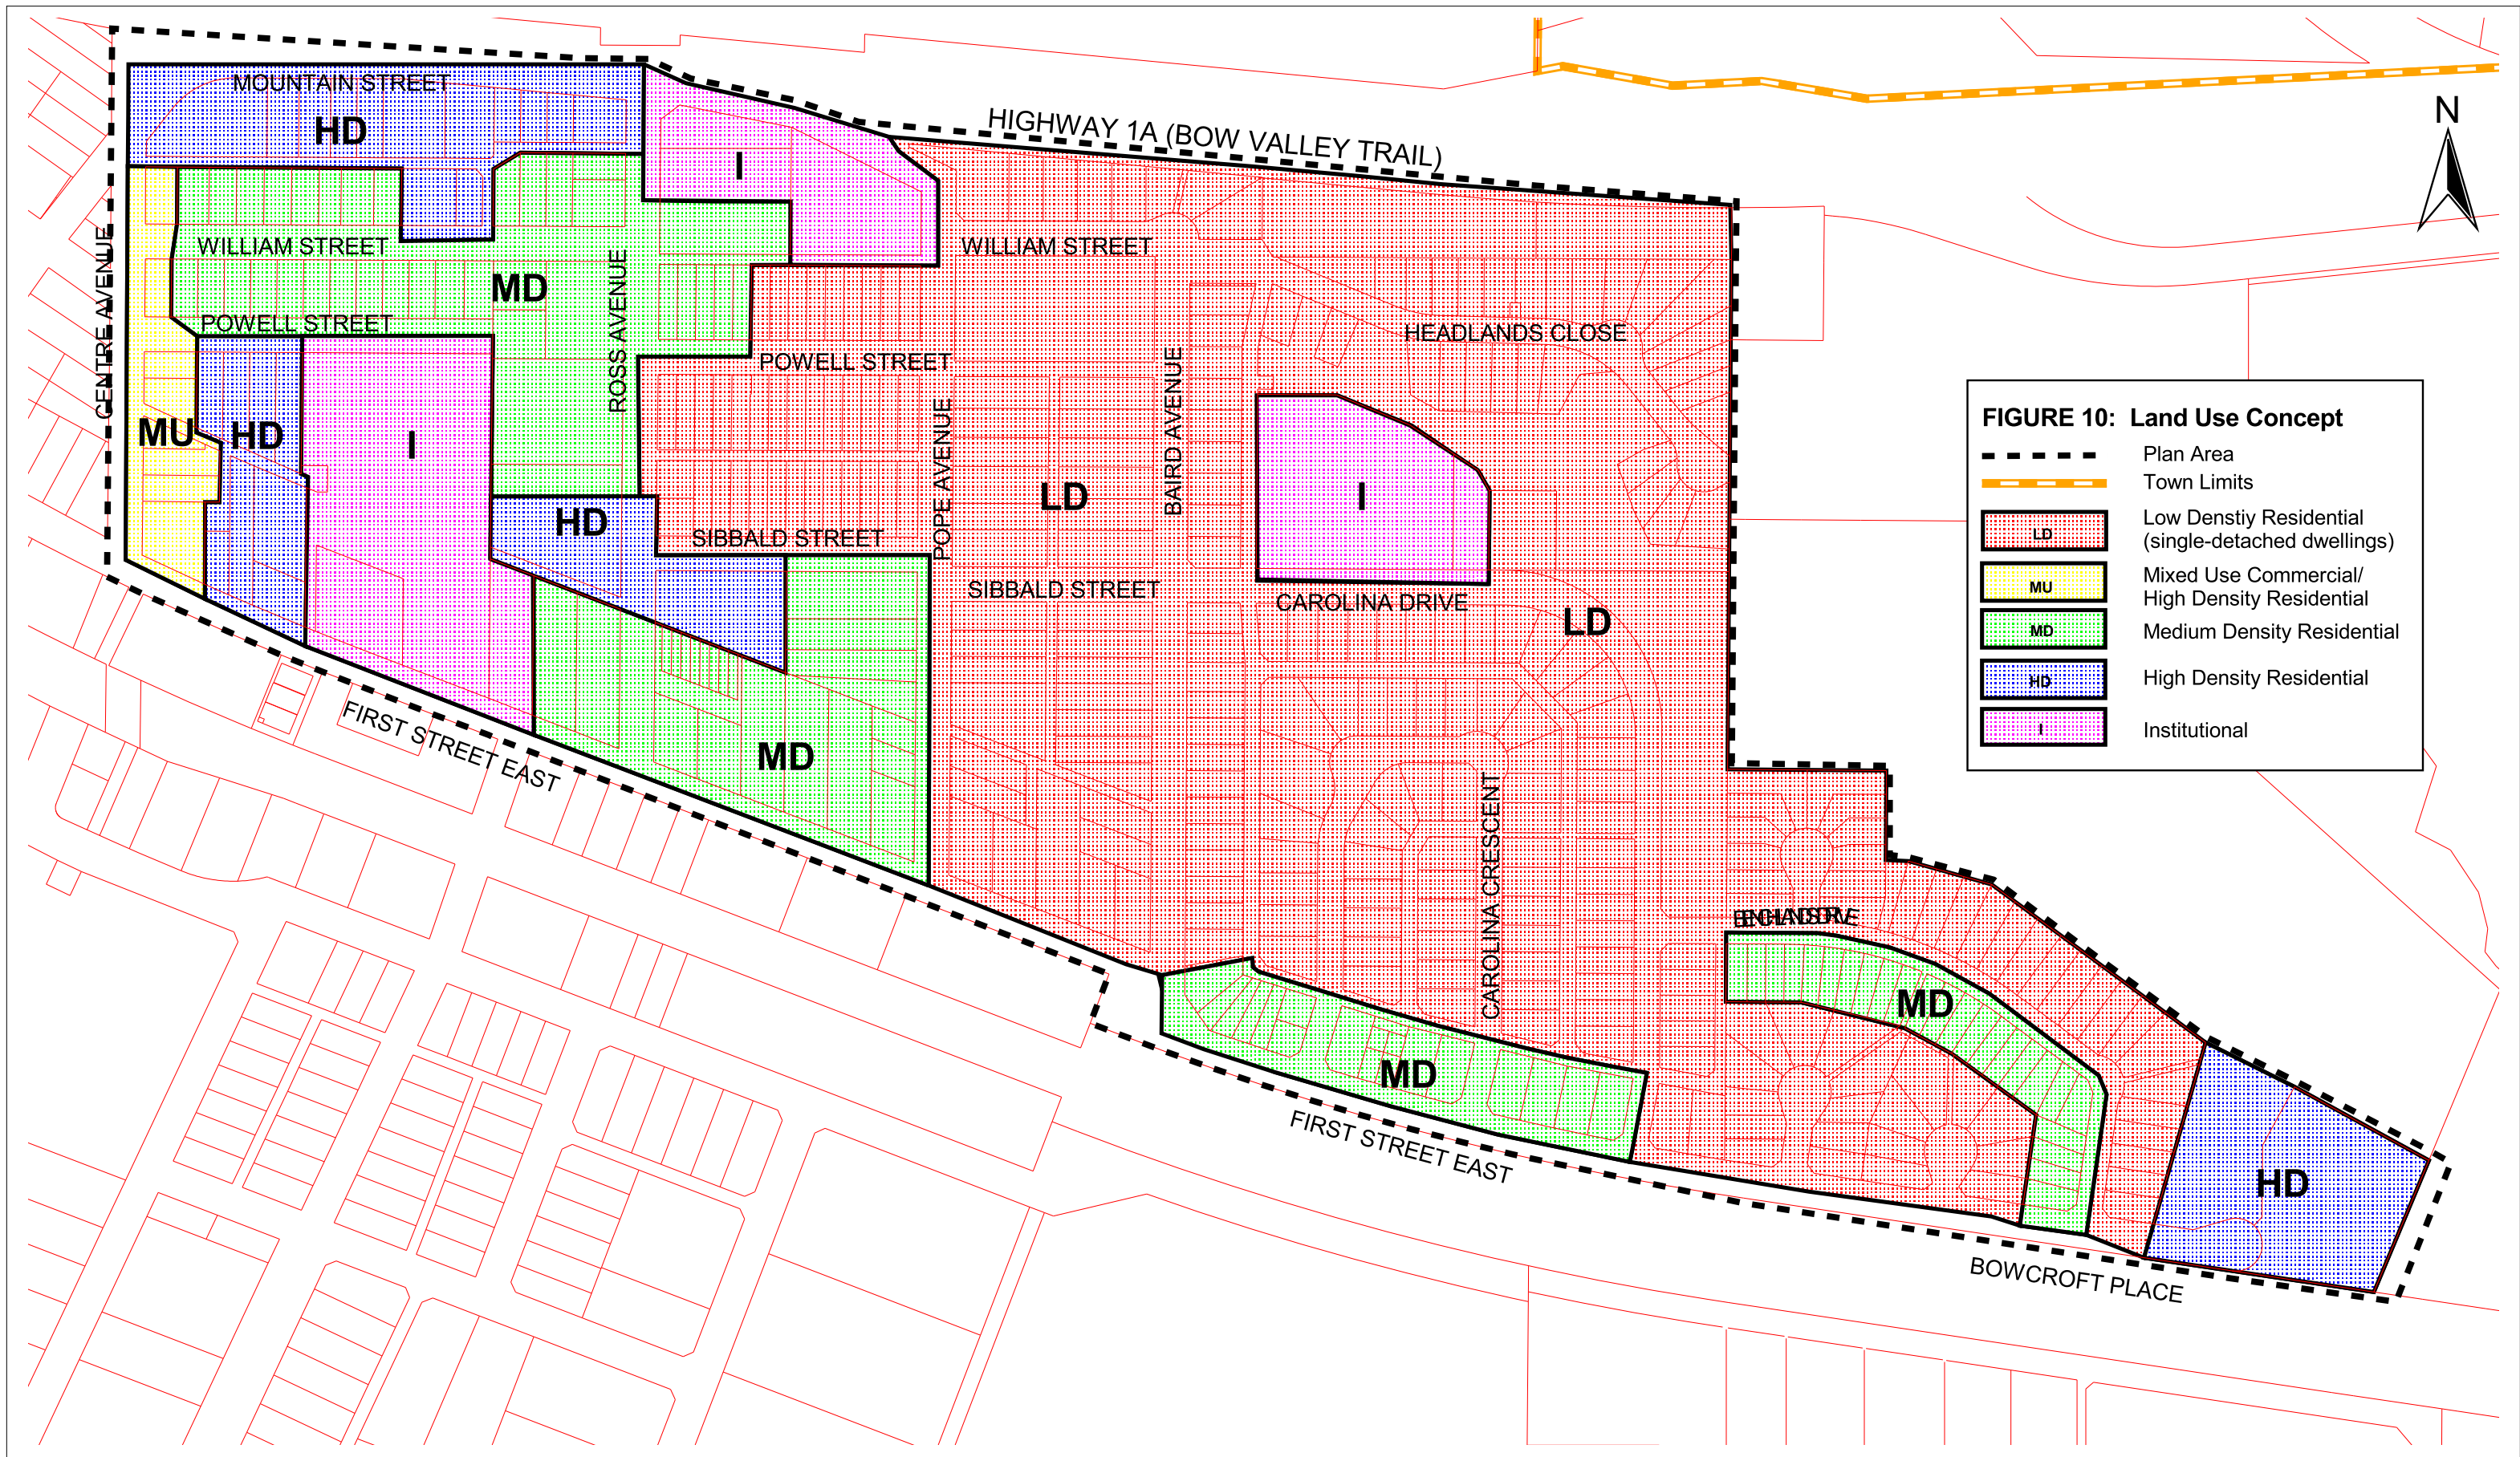 N
HIGHWAY 1A (BOW VALLEY TRAIL)
MOUNTAIN STREET
HD
I
WILLIAM STREET
WILLIAM STREET
CENTRE AVENUE
MD
ROSS AVENUE
POWELL STREET
POWELL STREET
HEADLANDS CLOSE
BAIRD AVENUE
POPE AVENUE
MU
HD
I
LD
I
HD
SIBBALD STREET
SIBBALD STREET
CAROLINA DRIVE
LD
FIRST STREET EAST
MD
CAROLINA CRESCENT
MD
MD
FIRST STREET EAST
HD
BOWCROFT PLACE
FIGURE 10: Land Use Concept
Plan Area
Town Limits
LD
Low Denstiy Residential
(single-detached dwellings)
MU
Mixed Use Commercial/
High Density Residential
MD
Medium Density Residential
HD
High Density Residential
I
Institutional